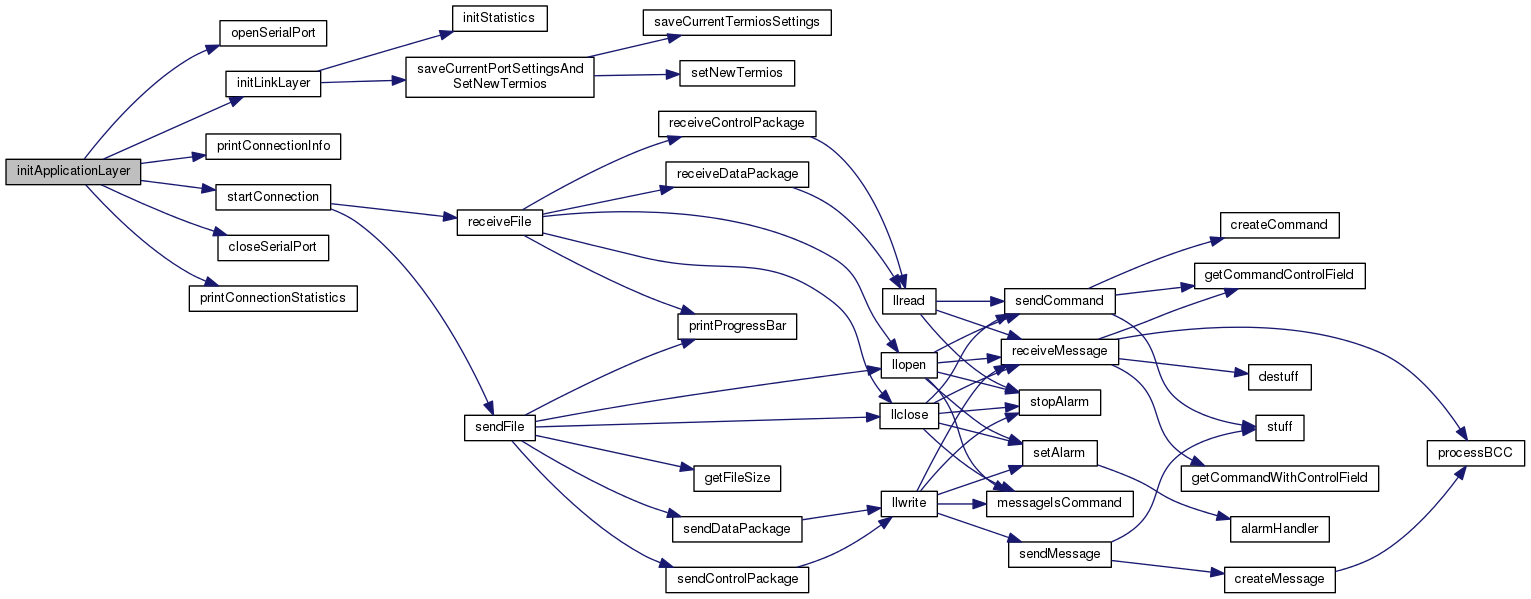 initApplicationLayer
openSerialPort
initLinkLayer
printConnectionInfo
startConnection
closeSerialPort
printConnectionStatistics
initStatistics
saveCurrentPortSettingsAnd
SetNewTermios
saveCurrentTermiosSettings
setNewTermios
receiveFile
sendFile
receiveControlPackage
receiveDataPackage
printProgressBar
getFileSize
sendDataPackage
sendControlPackage
llread
llopen
llclose
llwrite
sendCommand
receiveMessage
stopAlarm
setAlarm
messageIsCommand
sendMessage
createCommand
getCommandControlField
destuff
stuff
getCommandWithControlField
alarmHandler
createMessage
processBCC